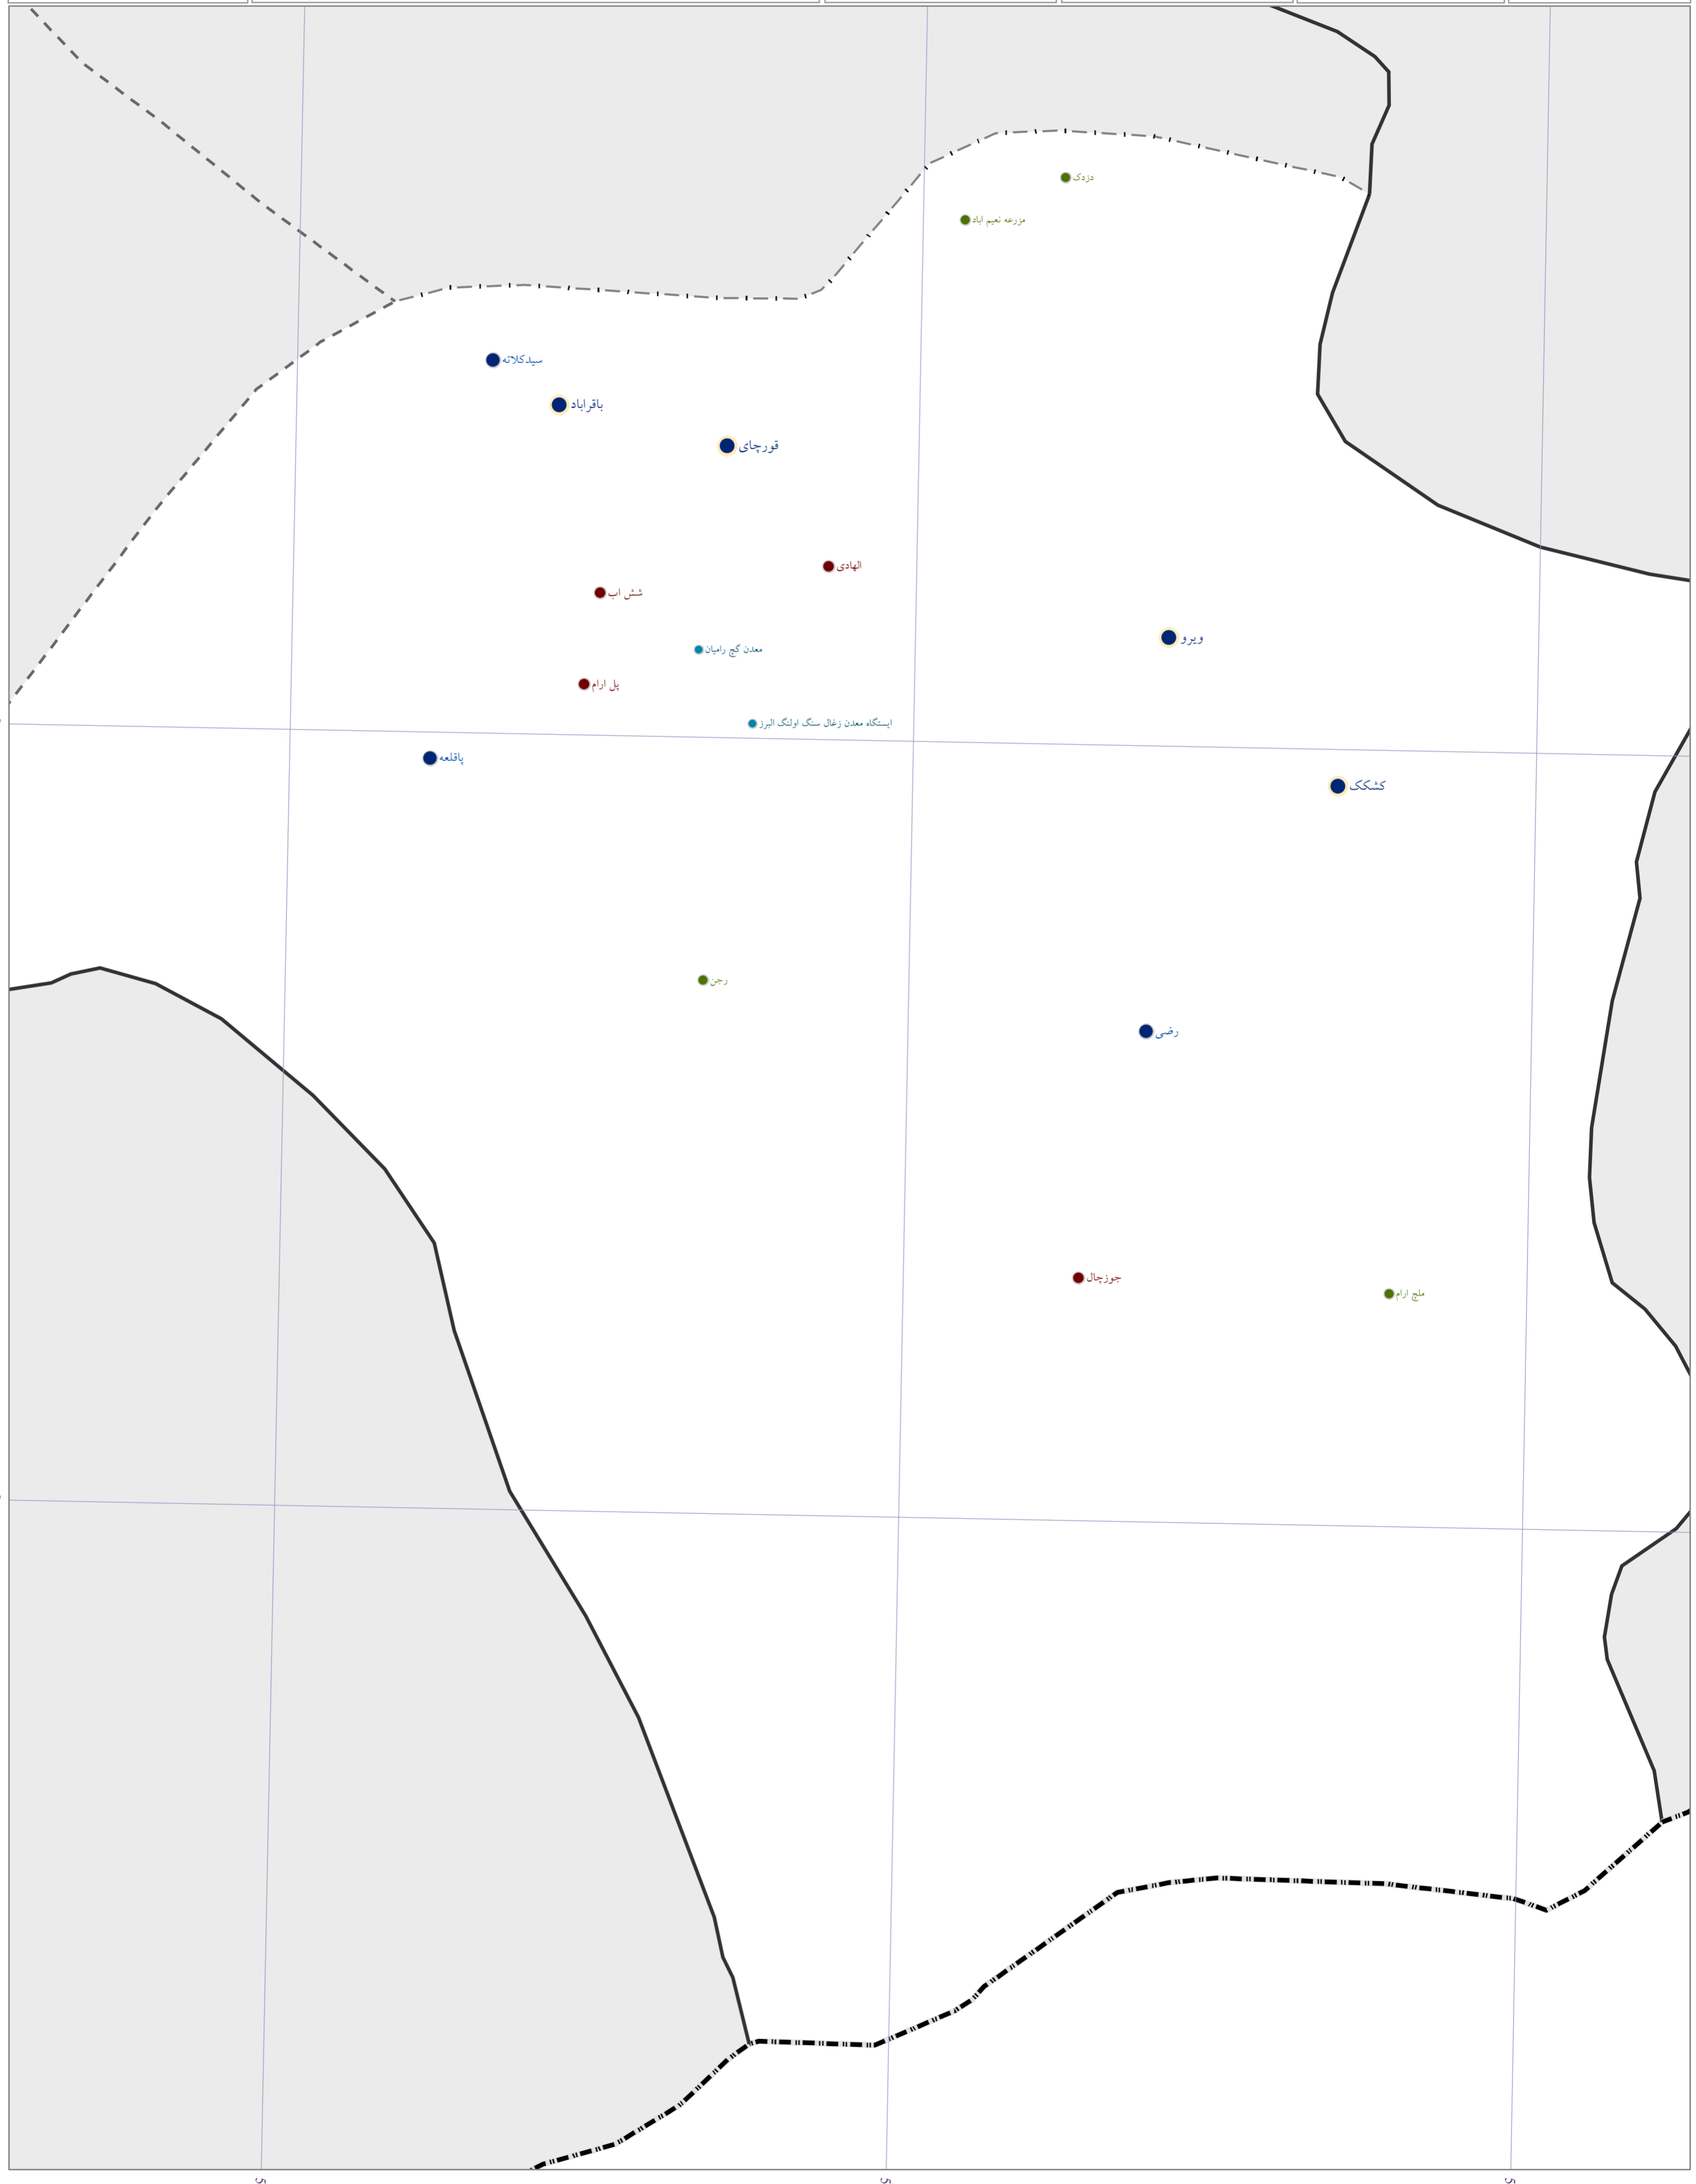 دزدک
مزرعه نعیم اباد
سیدکلاته
باقراباد
قورچای
الهادی
شش اب
ویرو
معدن گچ رامیان
پل ارام
ایستگاه معدن زغال سنگ اولنگ البرز
پاقلعه
کشکک
رجن
رضی
جوزچال
ملچ ارام